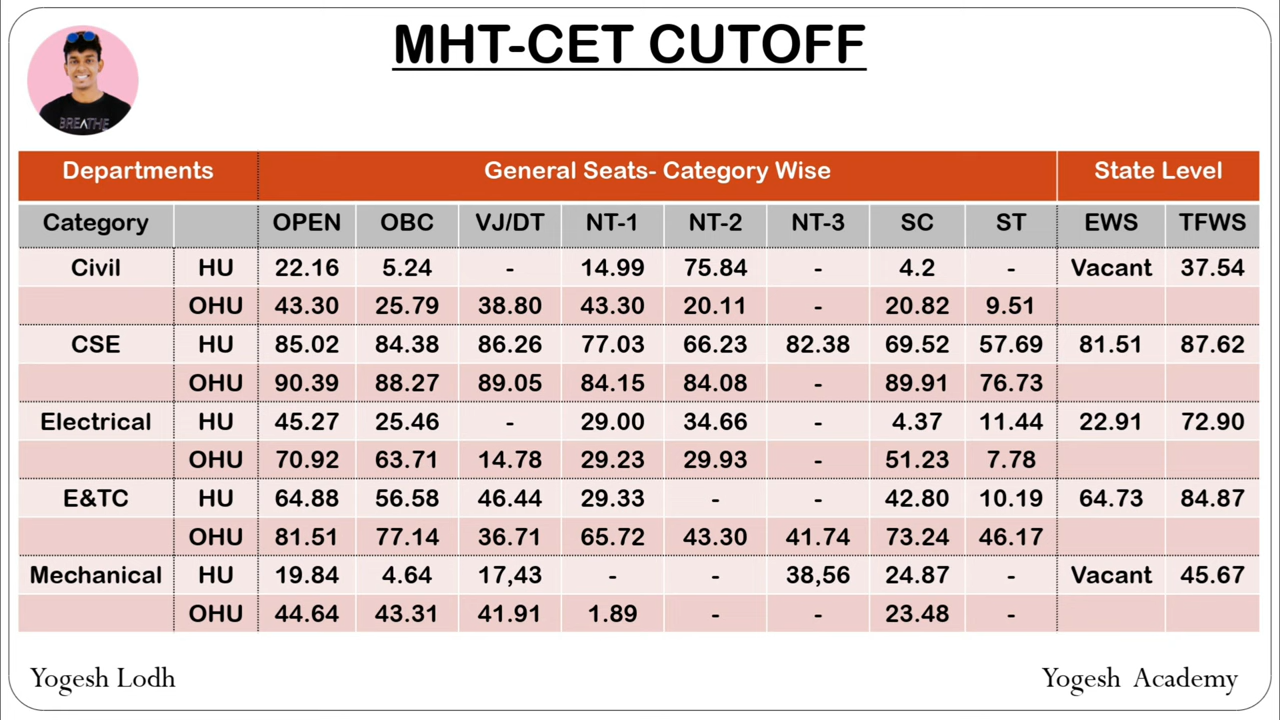 MHT-CET CUTOFF
BREATHE
Departments General Seats- Category Wise State Level
Category OPEN OBC VJ/DT NT-1 NT-2 NT-3 SC ST EWS TFWS
Civil HU 22.16 5.24 - 14.99 75.84 - 4.2 - Vacant 37.54
OHU 43.30 25.79 38.80 43.30 20.11 - 20.82 9.51
CSE HU 85.02 84.38 86.26 77.03 66.23 82.38 69.52 57.69 81.51 87.62
OHU 90.39 88.27 89.05 84.15 84.08 - 89.91 76.73
Electrical HU 45.27 25.46 - 29.00 34.66 - 4.37 11.44 22.91 72.90
OHU 70.92 63.71 14.78 29.23 29.93 - 51.23 7.78
E&TC HU 64.88 56.58 46.44 29.33 - - 42.80 10.19 64.73 84.87
OHU 81.51 77.14 36.71 65.72 43.30 41.74 73.24 46.17
Mechanical HU 19.84 4.64 17,43 - - 38,56 24.87 - Vacant 45.67
OHU 44.64 43.31 41.91 1.89 - - 23.48 -
Yogesh Lodh Yogesh Academy